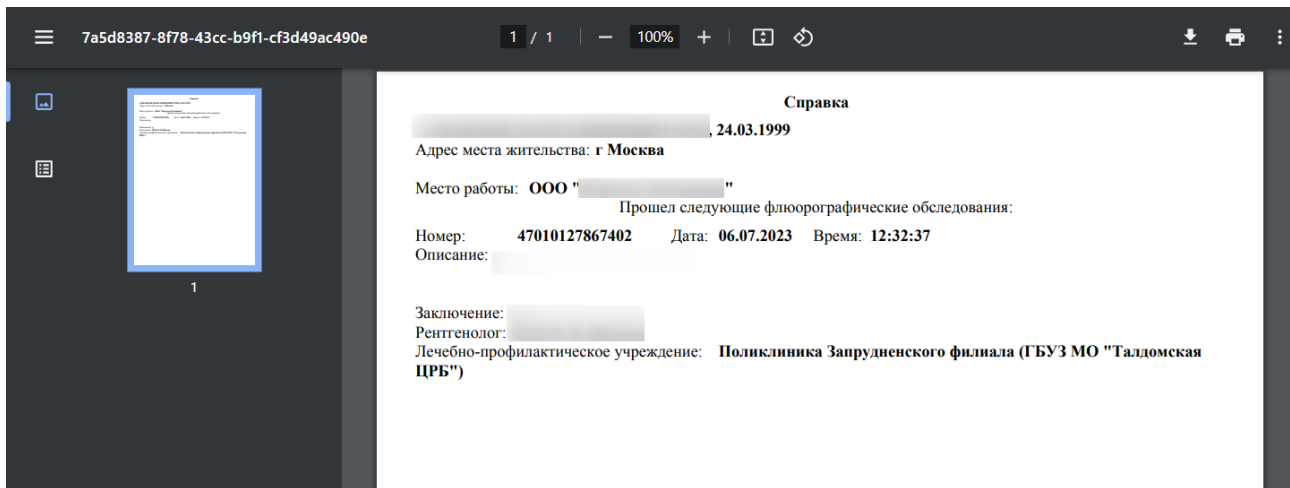 7a5d8387-8f78-43cc-b9f1-cf3d49ac490e
1 / 1
100%
1
Справка
, 24.03.1999
Адрес места жительства: г Москва
Место работы: ООО " "
Прошел следующие флюорографические обследования:
Номер: 47010127867402 Дата: 06.07.2023 Время: 12:32:37
Описание:
Заключение:
Рентгенолог:
Лечебно-профилактическое учреждение: Поликлиника Запрудненского филиала (ГБУЗ МО "Талдомская
ЦРБ")